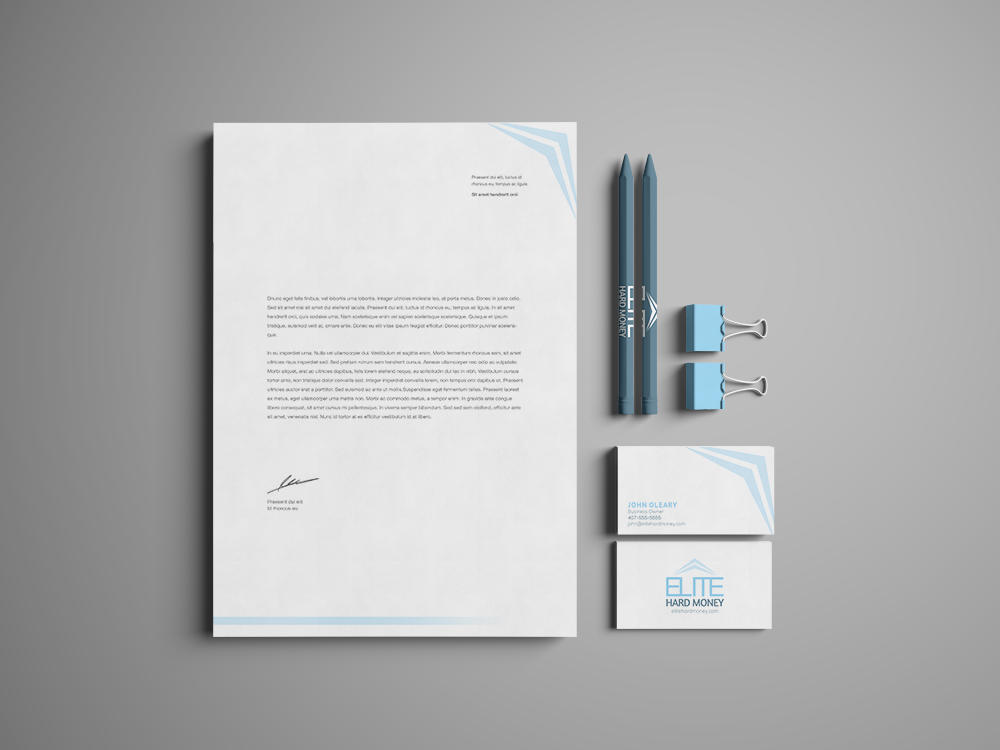 Praesent dui elit, luctus id
rhoncus eu, tempus ac ligula.
Sit amet hendrerit orci
Donec eget felis finibus, vel lobortis urna lobortis. Integer ultricies molestie leo, at porta metus. Donec in justo odio.
Sed sit amet nisi sit amet dui eleifend iaculis. Praesent dui elit, luctus id rhoncus eu, tempus ac ligula. In sit amet
hendrerit orci, quis sodales urna. Nam scelerisque enim vel sapien scelerisque scelerisque. Quisque et ipsum
tristique, euismod velit at, ornare ante. Donec eu elit vitae ipsum feugiat efficitur. Donec porttitor pulvinar sceleris-
que.
In eu imperdiet urna. Nulla vel ullamcorper dui. Vestibulum et sagittis enim. Morbi fermentum rhoncus sem, sit amet
ultricies risus imperdiet sed. Sed pretium rutrum sem hendrerit cursus. Aenean ullamcorper nec odio ac vulputate.
Morbi aliquet, erat ac ultricies dapibus, felis lorem eleifend neque, eu sollicitudin dui leo in nibh. Vestibulum cursus
tortor ante, non tristique dolor convallis sed. Integer imperdiet convallis lorem, non tempus orci dapibus ut. Praesent
ultricies auctor erat a porttitor. Sed euismod ac ante ut mollis.Suspendisse eget fermentum tellus. Praesent laoreet
ex metus, eget ullamcorper urna mattis non. Morbi ac commodo metus, a tempor enim. In gravida ante congue
libero consequat, sit amet cursus mi pellentesque. In viverra semper bibendum. Sed sed sem eleifend, efficitur ante
sit amet, venenatis nisl. Nunc id tortor at ex efficitur vestibulum id at libero.
Praesent dui elit
Id rhoncus eu
ELITE
HARD MONEY
JOHN OLEARY
Business Owner
407-555-5555
john@elitehardmoney.com
ELITE
HARD MONEY
elitehardmoney.com